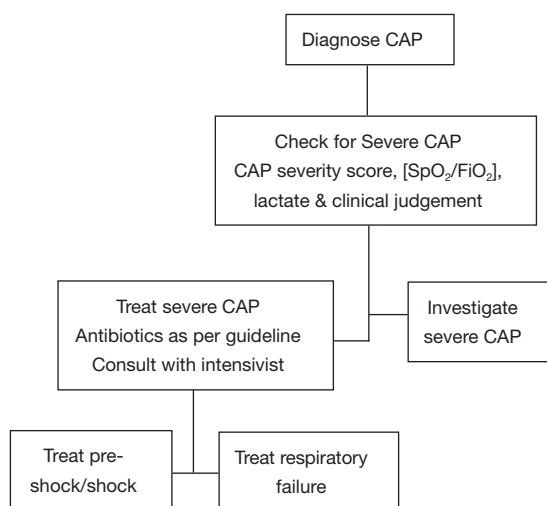 Diagnose CAP
Check for Severe CAP
CAP severity score, [SpO₂/FiO₂],
lactate & clinical judgement
Treat severe CAP
Antibiotics as per guideline
Consult with intensivist
Investigate
severe CAP
Treat pre-
shock/shock
Treat respiratory
failure